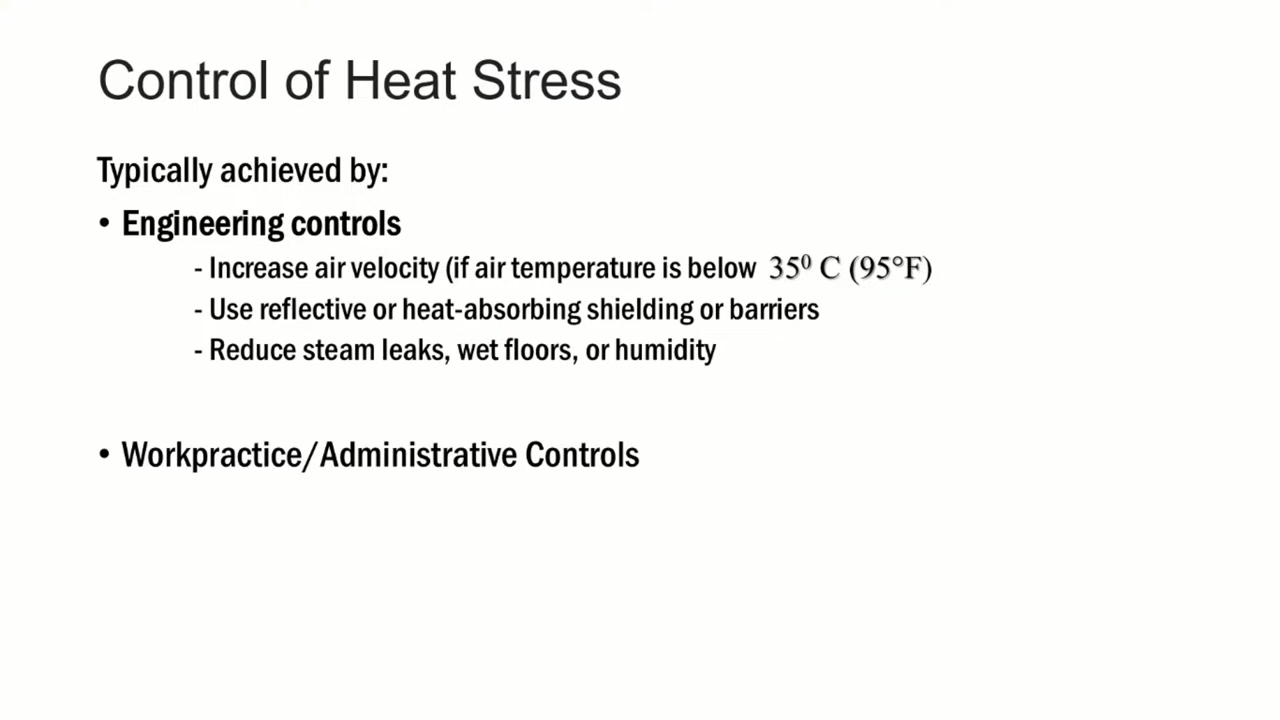 Control of Heat Stress
Typically achieved by:
• Engineering controls
- Increase air velocity (if air temperature is below 35⁰ C (95°F)
- Use reflective or heat-absorbing shielding or barriers
- Reduce steam leaks, wet floors, or humidity
• Workpractice/Administrative Controls